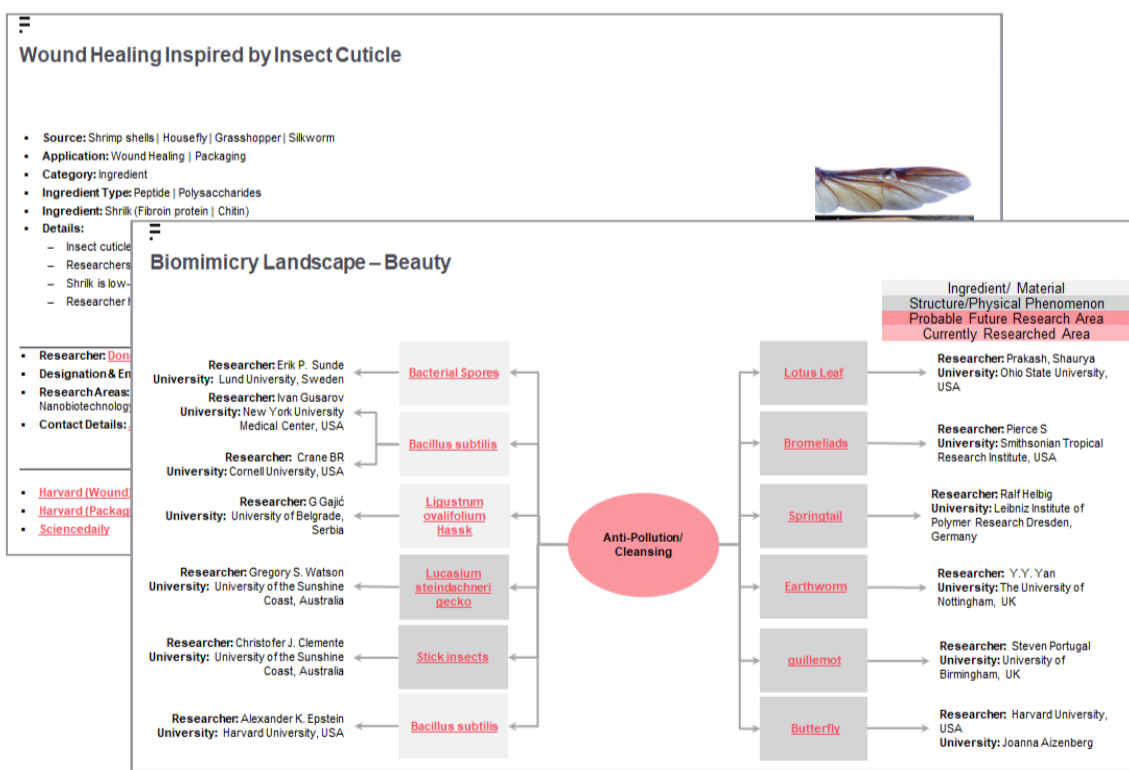 Wound Healing Inspired by Insect Cuticle
▪ Source: Shrimp shells | Housefly | Grasshopper | Silkworm
▪ Application: Wound Healing | Packaging
▪ Category: Ingredient
▪ Ingredient Type: Peptide | Polysaccharides
▪ Ingredient: Shrilk (Fibroin protein | Chitin)
▪ Details:
– Insect cuticle
– Researchers
– Shrilk is low-
– Researcher
▪ Researcher:
▪ Designation &
▪ Research Areas:
Nanobiotechnology
▪ Contact Details:
▪ Harvard (Wound)
▪ Harvard
▪ Sciencedaily
Biomimicry Landscape – Beauty
Ingredient/ Material
Structure/Physical Phenomenon
Probable Future Research Area
Currently Researched Area
Researcher: Erik P. Sunde
University: Lund University, Sweden
Bacterial Spores
Researcher: Ivan Gusarov
University: New York University
Medical Center, USA
Researcher: Crane BR
University: Cornell University, USA
Bacillus subtilis
Researcher: G Gajić
University: University of Belgrade,
Serbia
Ligustrum
ovalifolium
Hassk
Researcher: Gregory S. Watson
University: University of the Sunshine
Coast, Australia
Lucasium
steindachneri
gecko
Researcher: Christofer J. Clemente
University: University of the Sunshine
Coast, Australia
Stick insects
Researcher: Alexander K. Epstein
University: Harvard University, USA
Bacillus subtilis
Anti-Pollution/
Cleansing
Lotus Leaf
Researcher: Prakash, Shaurya
University: Ohio State University,
USA
Bromeliads
Researcher: Pierce S
University: Smithsonian Tropical
Research Institute, USA
Springtail
Researcher: Ralf Helbig
University: Leibniz Institute of
Polymer Research Dresden,
Germany
Earthworm
Researcher: Y.Y. Yan
University: The University of
Nottingham, UK
guillemot
Researcher: Steven Portugal
University: University of
Birmingham, UK
Butterfly
Researcher: Harvard University,
USA
University: Joanna Aizenberg